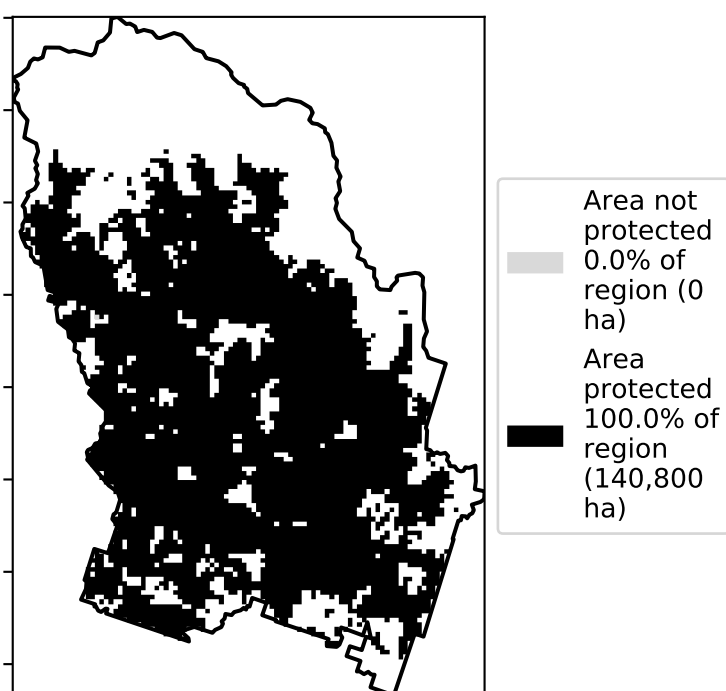 Area not
protected
0.0% of
region (0
ha)
Area
protected
100.0% of
region
(140,800
ha)